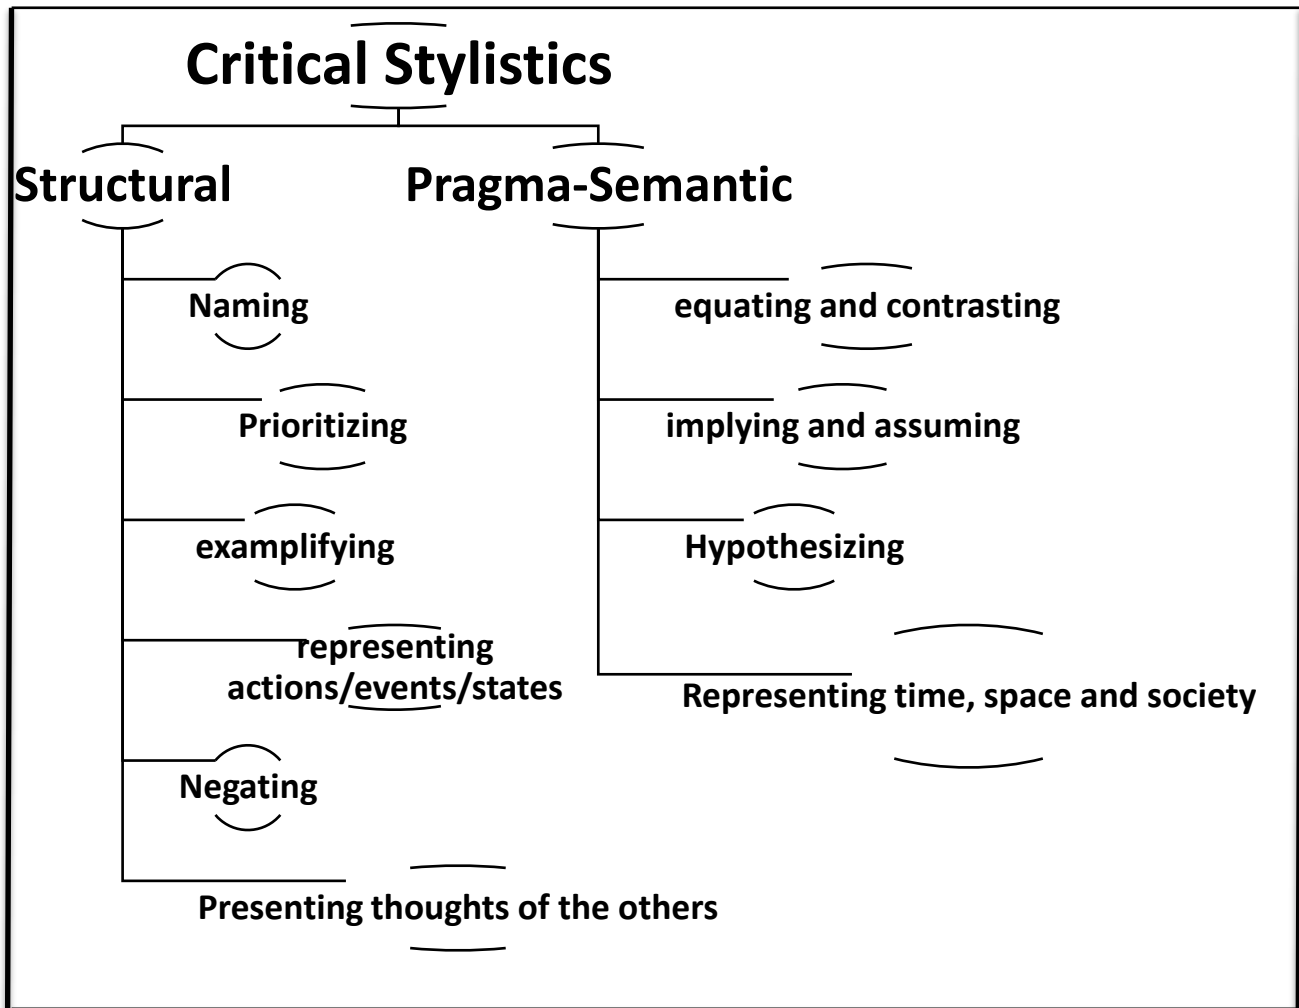 Critical Stylistics
Structural
Naming
Prioritizing
examplifying
representing
actions/events/states
Negating
Presenting thoughts of the others
Pragma-Semantic
equating and contrasting
implying and assuming
Hypothesizing
Representing time, space and society